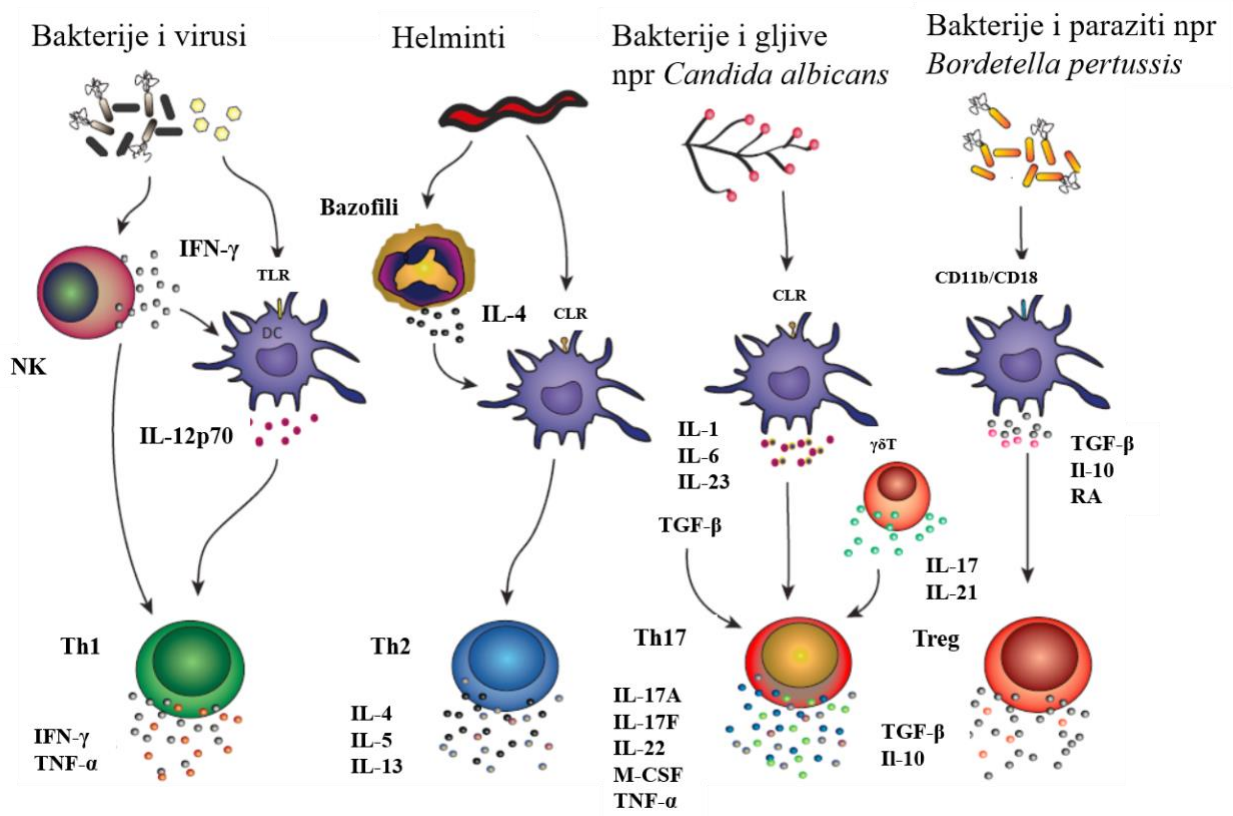 Bakterije i virusi
Helminti
Bakterije i gljive
npr Candida albicans
Bakterije i paraziti npr
Bordetella pertussis
Bazofili
IFN-γ
TLR
CD11b/CD18
CLR
IL-4
CLR
DC
NK
IL-12p70
IL-1
IL-6
IL-23
γδT
TGF-β
Il-10
RA
TGF-β
IL-17
IL-21
Th1
Th2
Th17
Treg
IFN-γ
TNF-α
IL-4
IL-5
IL-13
IL-17A
IL-17F
IL-22
M-CSF
TNF-α
TGF-β
Il-10